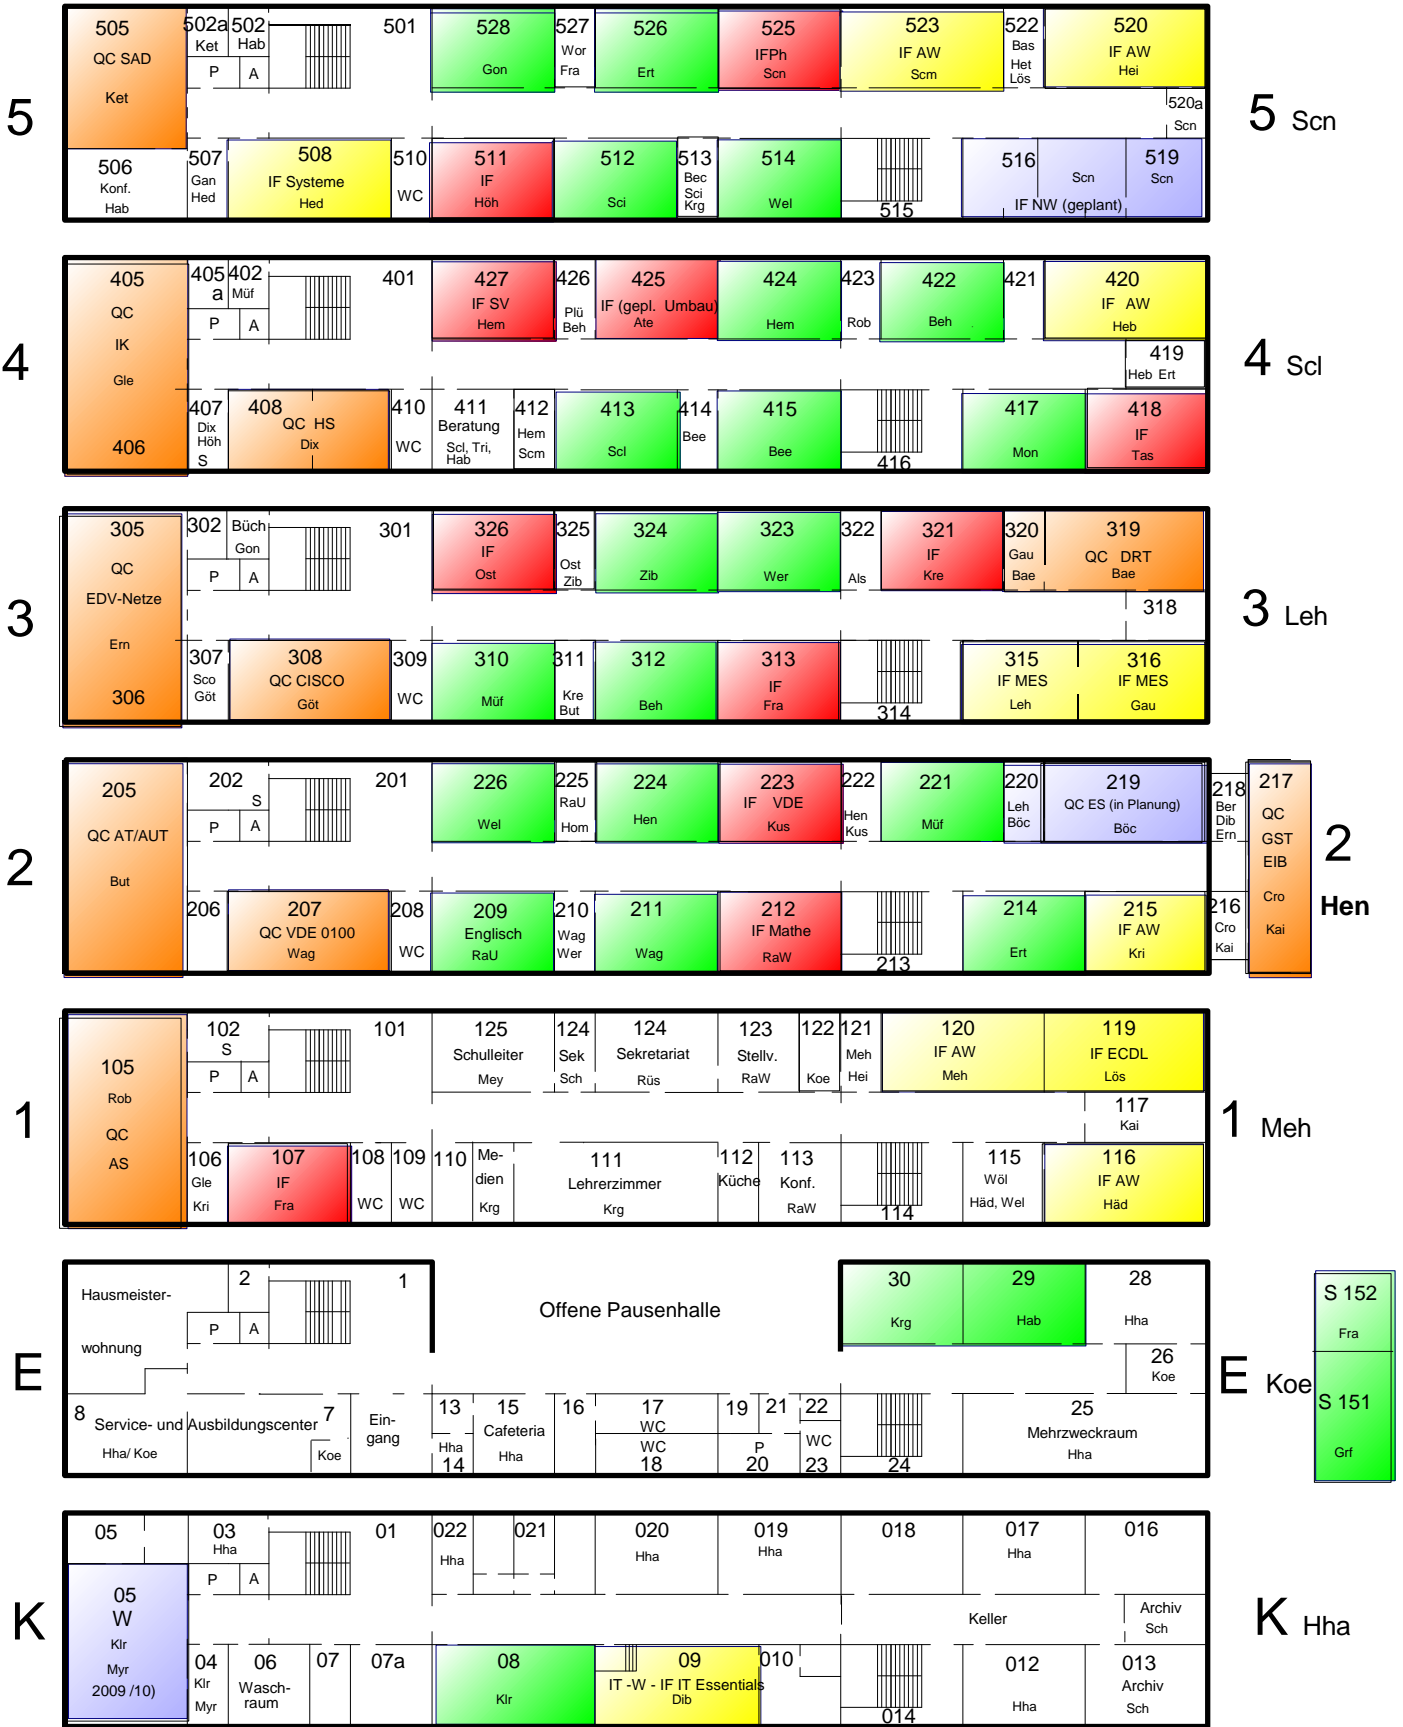 505
QC SAD
Ket
502a
Ket
502
Hab
P
A
501
528
Gon
527
Wor
Fra
526
Ert
525
IFPh
Scn
523
IF AW
Scm
522
Bas
Het
Lös
520
IF AW
Hei
520a
Scn
5
5 Scn
506
Konf.
Hab
507
Gan
Hed
508
IF Systeme
Hed
510
WC
511
IF
Höh
512
Sci
513
Bec
Sci
Krg
514
Wel
515
516
Scn
519
Scn
IF NW (geplant)
405
QC
IK
Gle
406
405
a
402
Müf
P
A
401
427
IF SV
Hem
426
Plü
Beh
425
IF (gepl. Umbau)
Ate
424
Hem
423
Rob
422
Beh
421
420
IF AW
Heb
419
Heb Ert
4
4 Scl
407
Dix
Höh
S
408
QC HS
Dix
410
WC
411
Beratung
Scl, Tri,
Hab
412
Hem
Scm
413
Scl
414
Bee
415
Bee
416
417
Mon
418
IF
Tas
305
QC
EDV-Netze
Ern
306
302
Büch
Gon
P
A
301
326
IF
Ost
325
Ost
Zib
324
Zib
323
Wer
322
Als
321
IF
Kre
320
Gau
Bae
319
QC DRT
Bae
318
3
3 Leh
307
Sco
Göt
308
QC CISCO
Göt
309
WC
310
Müf
311
Kre
But
312
Beh
313
IF
Fra
314
315
IF MES
Leh
316
IF MES
Gau
205
QC AT/AUT
But
202
S
P
A
201
226
Wel
225
RaU
Hom
224
Hen
223
IF VDE
Kus
222
Hen
Kus
221
Müf
220
Leh
Böc
219
QC ES (in Planung)
Böc
218
Ber
Dib
Ern
217
QC
GST
EIB
Cro
Kai
2
2
Hen
206
207
QC VDE 0100
Wag
208
WC
209
Englisch
RaU
210
Wag
Wer
211
Wag
212
IF Mathe
RaW
213
214
Ert
215
IF AW
Kri
216
Cro
Kai
105
Rob
QC
AS
102
S
P
A
101
125
Schulleiter
Mey
124
Sek
Sch
124
Sekretariat
Rüs
123
Stellv.
RaW
122
Koe
121
Meh
Hei
120
IF AW
Meh
119
IF ECDL
Lös
117
Kai
1
1 Meh
106
Gle
Kri
107
IF
Fra
108
WC
109
WC
110
Me-
dien
Krg
111
Lehrerzimmer
Krg
112
Küche
113
Konf.
RaW
114
115
Wöl
Häd, Wel
116
IF AW
Häd
Hausmeister-
wohnung
2
P
A
1
Offene Pausenhalle
30
Krg
29
Hab
28
Hha
26
Koe
E
E Koe
S 152
Fra
S 151
Grf
8
Service- und Ausbildungscenter
Hha/ Koe
7
Koe
Ein-
gang
13
Hha
14
15
Cafeteria
Hha
16
17
WC
WC
18
19
21
P
20
22
WC
23
24
25
Mehrzweckraum
Hha
05
03
Hha
P
A
01
022
Hha
021
020
Hha
019
Hha
018
017
Hha
016
05
W
Klr
Myr
2009 /10)
Keller
Archiv
Sch
K
K Hha
04
Klr
Myr
06
Wasch-
raum
07
07a
08
Klr
09
IT -W - IF IT Essentials
Dib
010
014
012
Hha
013
Archiv
Sch